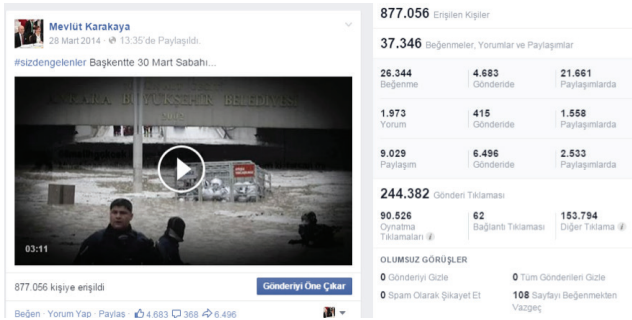 Mevlüt Karakaya
28 Mart 2014 · 13:35'de Paylaşıldı.
#sizdengelenler Başkentte 30 Mart Sabahı...
ANKARA BÜYÜKŞEHİR BELEDİYESİ
03:11
877.056 kişiye erişildi
Gönderiyi Öne Çıkar
Beğen · Yorum Yap · Paylaş · 4.683 368 6.496
877.056 Erişilen Kişiler
37.346 Beğenmeler, Yorumlar ve Paylaşımlar
26.344 4.683 21.661
Beğenme Gönderide Paylaşımlarda
1.973 415 1.558
Yorum Gönderide Paylaşımlarda
9.029 6.496 2.533
Paylaşım Gönderide Paylaşımlarda
244.382 Gönderi Tıklaması
90.526 62 153.794
Oynatma Bağlantı Tıklaması Diğer Tıklama
Tıklamaları
OLUMSUZ GÖRÜŞLER
0 Gönderiyi Gizle 0 Tüm Gönderileri Gizle
0 Spam Olarak Şikayet Et 108 Sayfayı Beğenmekten
Vazgeç